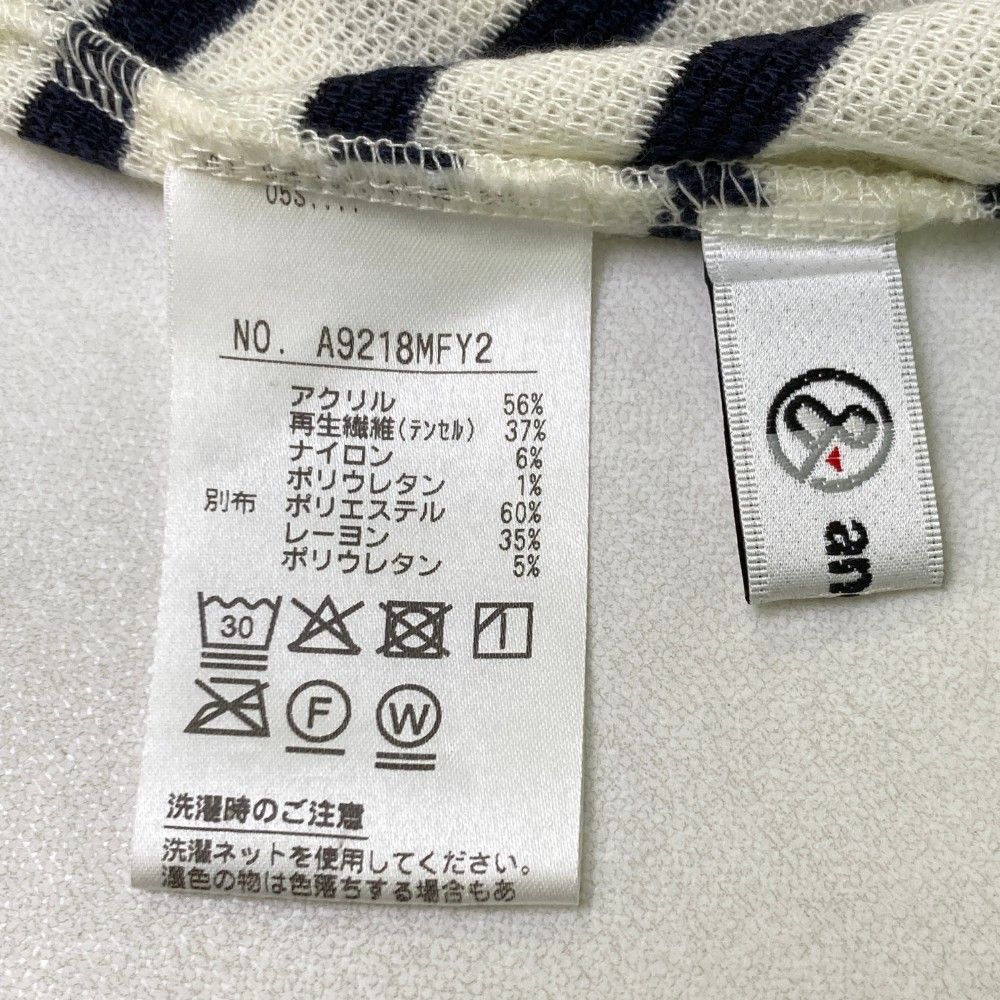 NO. A9218MFY2
アクリル 56%
再生繊維(テンセル) 37%
ナイロン 6%
ポリウレタン 1%
別布 ポリエステル 60%
レーヨン 35%
ポリウレタン 5%
30
F
W
洗濯時のご注意
洗濯ネットを使用してください。
濃色の物は色落ちする場合もあ
an